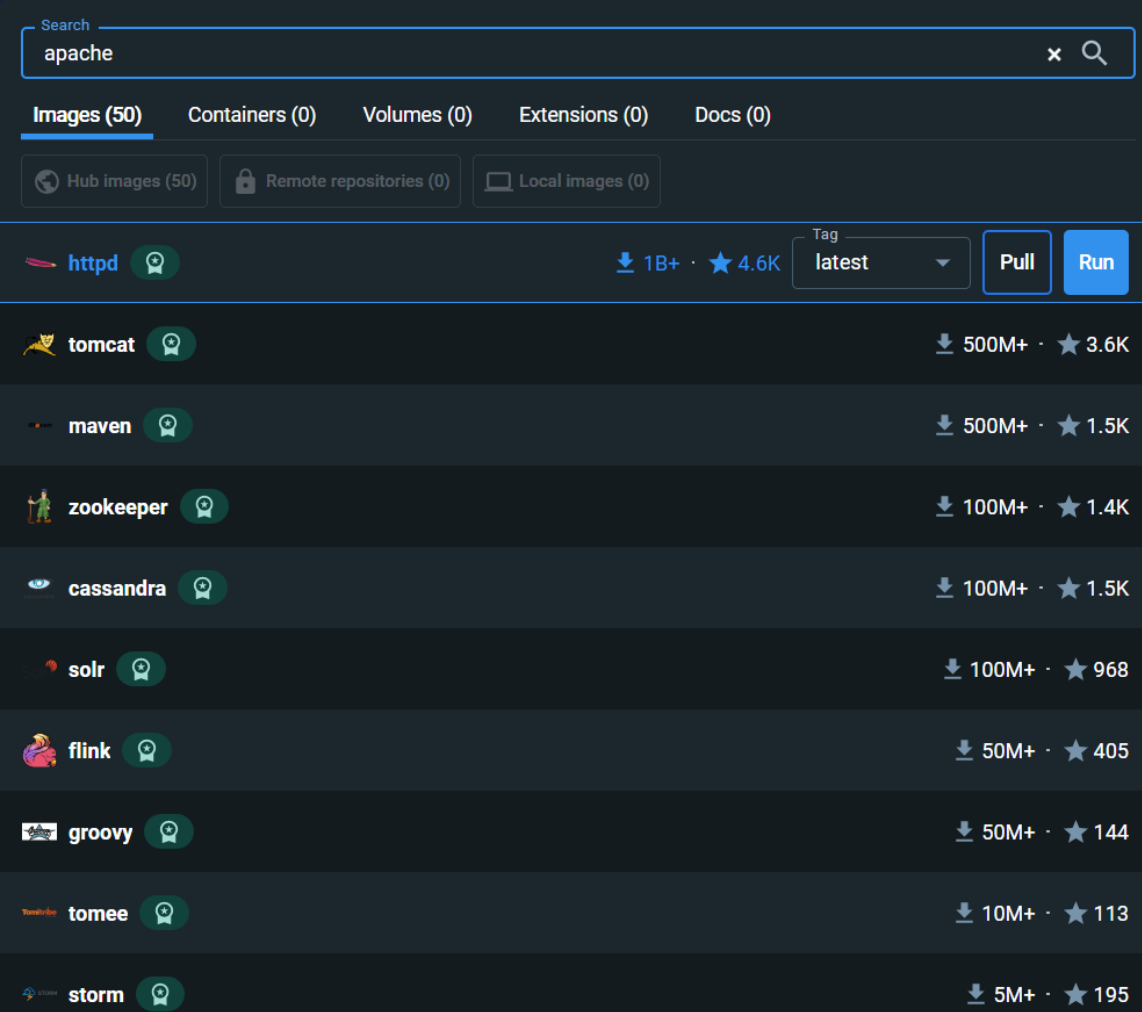 Search
apache
Images (50) Containers (0) Volumes (0) Extensions (0) Docs (0)
Hub images (50) Remote repositories (0) Local images (0)
httpd 1B+ · 4.6K Tag latest Pull Run
tomcat 500M+ · 3.6K
maven 500M+ · 1.5K
zookeeper 100M+ · 1.4K
cassandra 100M+ · 1.5K
solr 100M+ · 968
flink 50M+ · 405
groovy 50M+ · 144
Tomitribe tomee 10M+ · 113
STORM storm 5M+ · 195